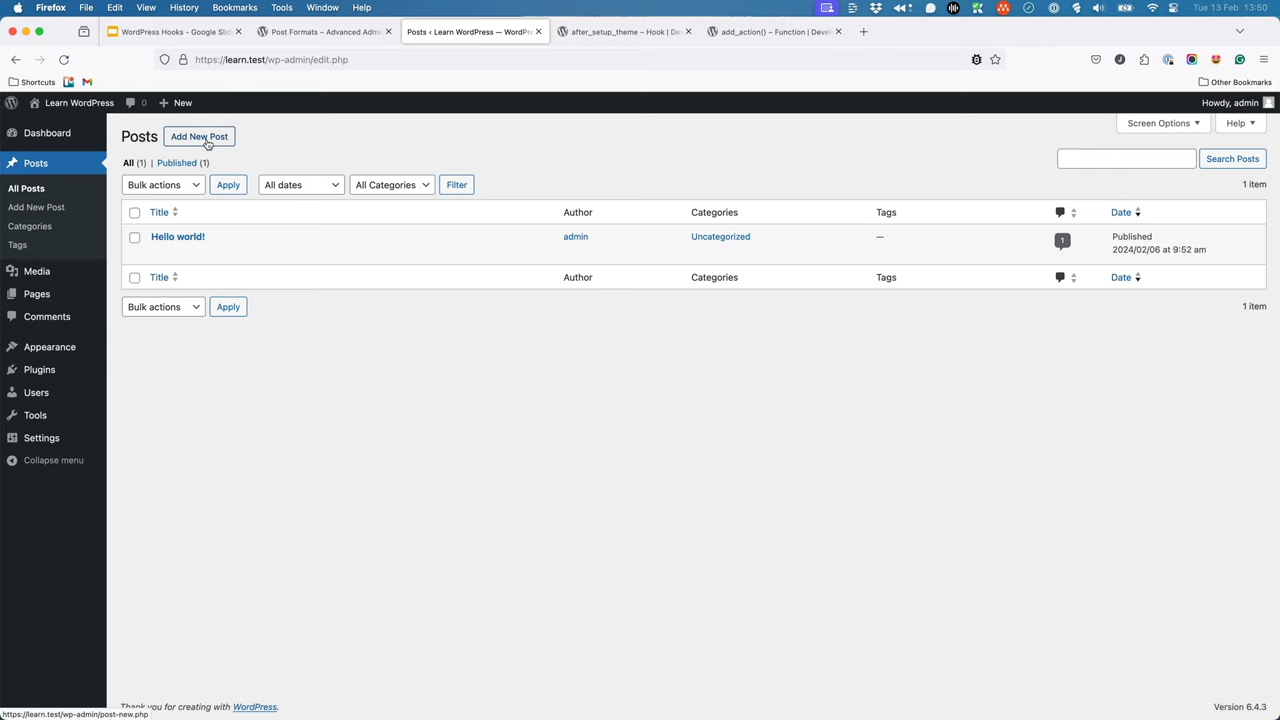 Firefox File Edit View History Bookmarks Tools Window Help Tue 13 Feb 13:50
WordPress Hooks - Google Slid
Post Formats – Advanced Admi
Posts ‹ Learn WordPress — WordPre
after_setup_theme – Hook | Dev
add_action() – Function | Devel
https://learn.test/wp-admin/edit.php
Shortcuts
Other Bookmarks
Learn WordPress 0 New
Howdy, admin
Dashboard
Posts
All Posts
Add New Post
Categories
Tags
Media
Pages
Comments
Appearance
Plugins
Users
Tools
Settings
Collapse menu
Posts Add New Post
Screen Options Help
All (1) | Published (1)
Search Posts
Bulk actions Apply All dates All Categories Filter
1 item
Title Author Categories Tags Date
Hello world! admin Uncategorized — 1 Published
2024/02/06 at 9:52 am
Title Author Categories Tags Date
Bulk actions Apply
1 item
Thank you for creating with WordPress.
Version 6.4.3
https://learn.test/wp-admin/post-new.php